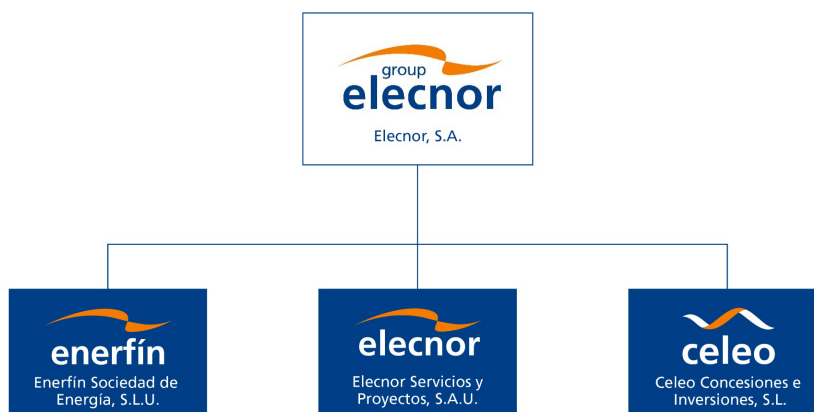 group
elecnor
Elecnor, S.A.
enerfín
Enerfín Sociedad de
Energía, S.L.U.
elecnor
Elecnor Servicios y
Proyectos, S.A.U.
celeo
Celeo Concesiones e
Inversiones, S.L.